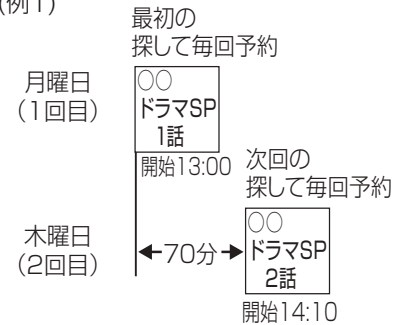 (例1)
最初の
探して毎回予約
月曜日
(1回目)
○○
ドラマSP
1話
開始13:00
次回の
探して毎回予約
木曜日
(2回目)
70分
○○
ドラマSP
2話
開始14:10